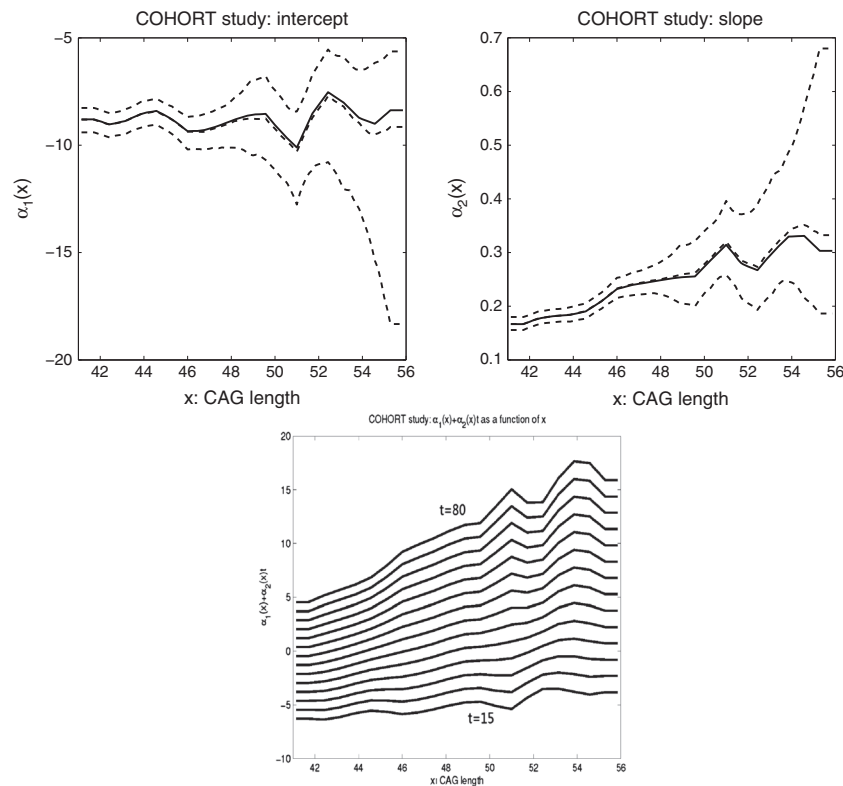 COHORT study: intercept
−5
−10
−15
−20
α₁(x)
42 44 46 48 50 52 54 56
x: CAG length
COHORT study: slope
0.7
0.6
0.5
0.4
0.3
0.2
0.1
α₂(x)
42 44 46 48 50 52 54 56
x: CAG length
COHORT study: α₁(x)+α₂(x)t as a function of x
20
15
10
5
0
−5
−10
α₁(x)+α₂(x)t
t=80
t=15
42 44 46 48 50 52 54 56
x: CAG length